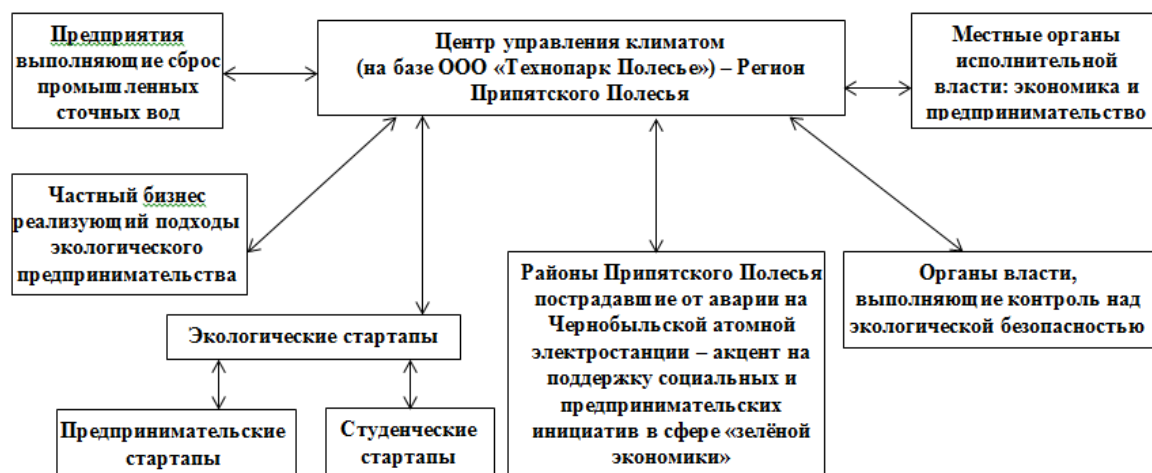 Предприятия
выполняющие сброс
промышленных
сточных вод
Центр управления климатом
(на базе ООО «Технопарк Полесье») – Регион
Припятского Полесья
Местные органы
исполнительной
власти: экономика и
предпринимательство
Частный бизнес
реализующий подходы
экологического
предпринимательства
Районы Припятского Полесья
пострадавшие от аварии на
Чернобыльской атомной
электростанции – акцент на
поддержку социальных и
предпринимательских
инициатив в сфере «зелёной
экономики»
Органы власти,
выполняющие контроль над
экологической безопасностью
Экологические стартапы
Предпринимательские
стартапы
Студенческие
стартапы